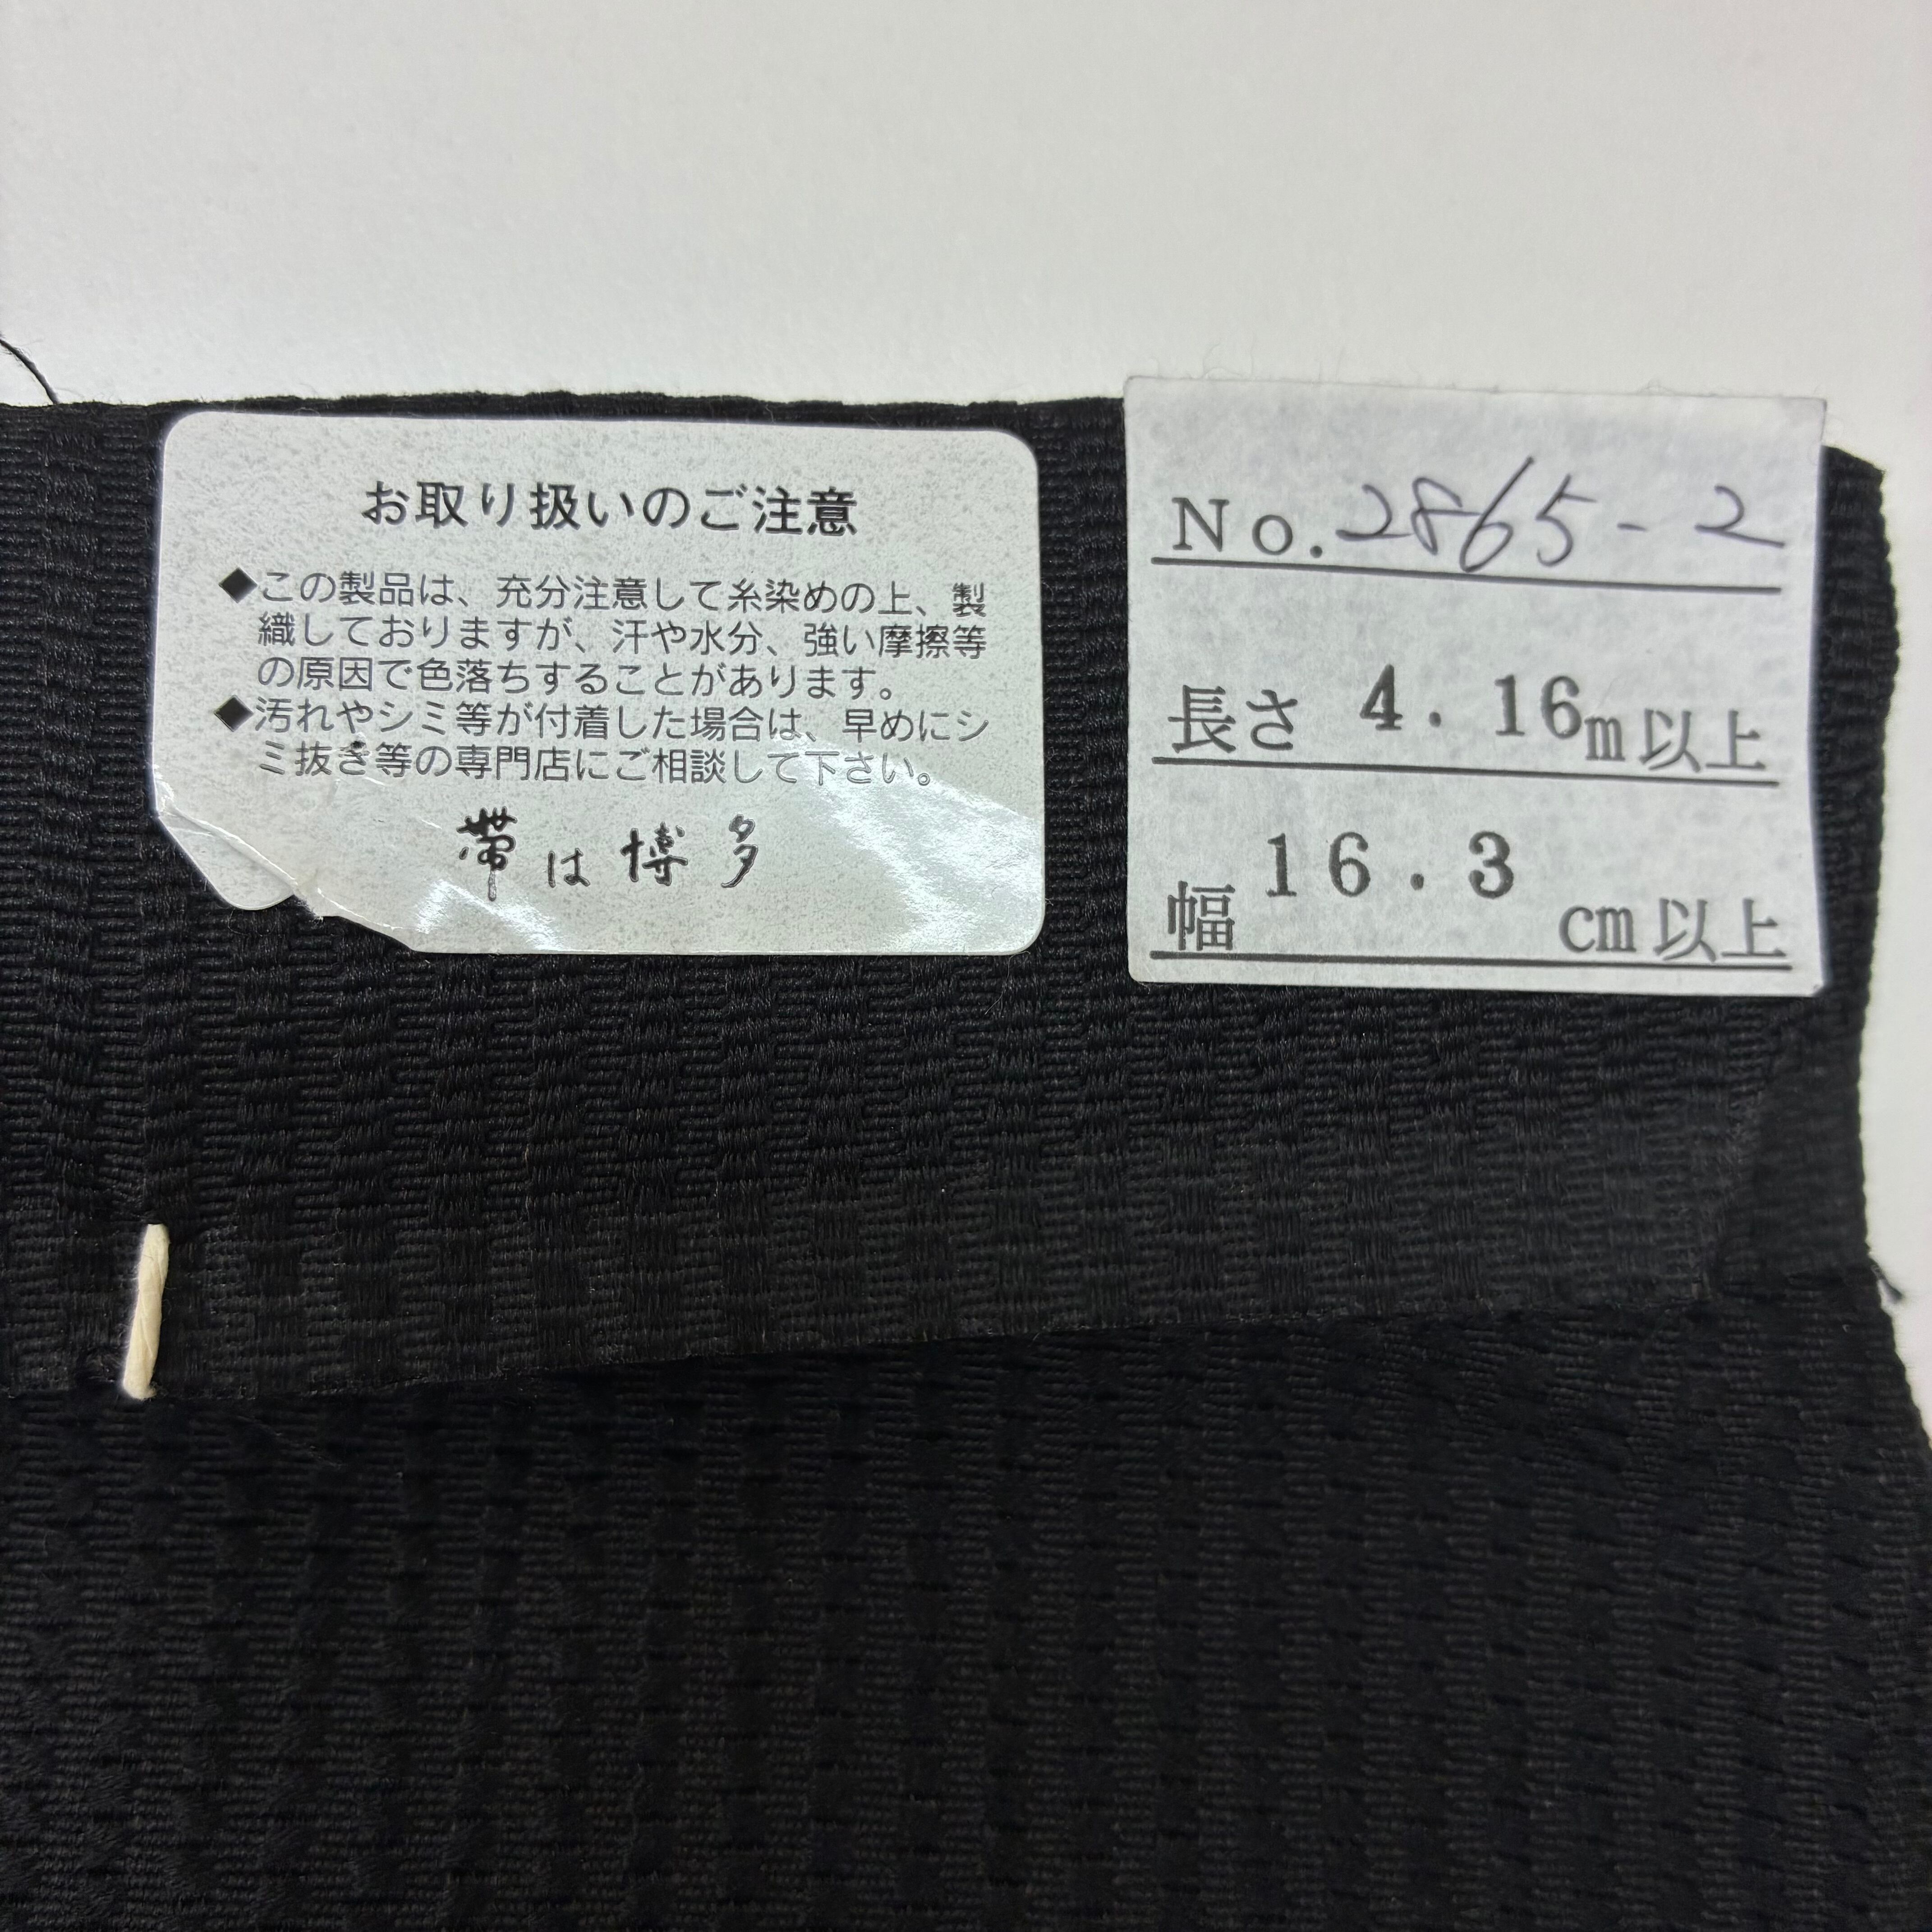 お取り扱いのご注意
◆この製品は、充分注意して糸染めの上、製
織しておりますが、汗や水分、強い摩擦等
の原因で色落ちすることがあります。
◆汚れやシミ等が付着した場合は、早めにシ
ミ抜き等の専門店にご相談して下さい。
帯は博多
No.2865-2
長さ 4.16m以上
幅 16.3cm以上